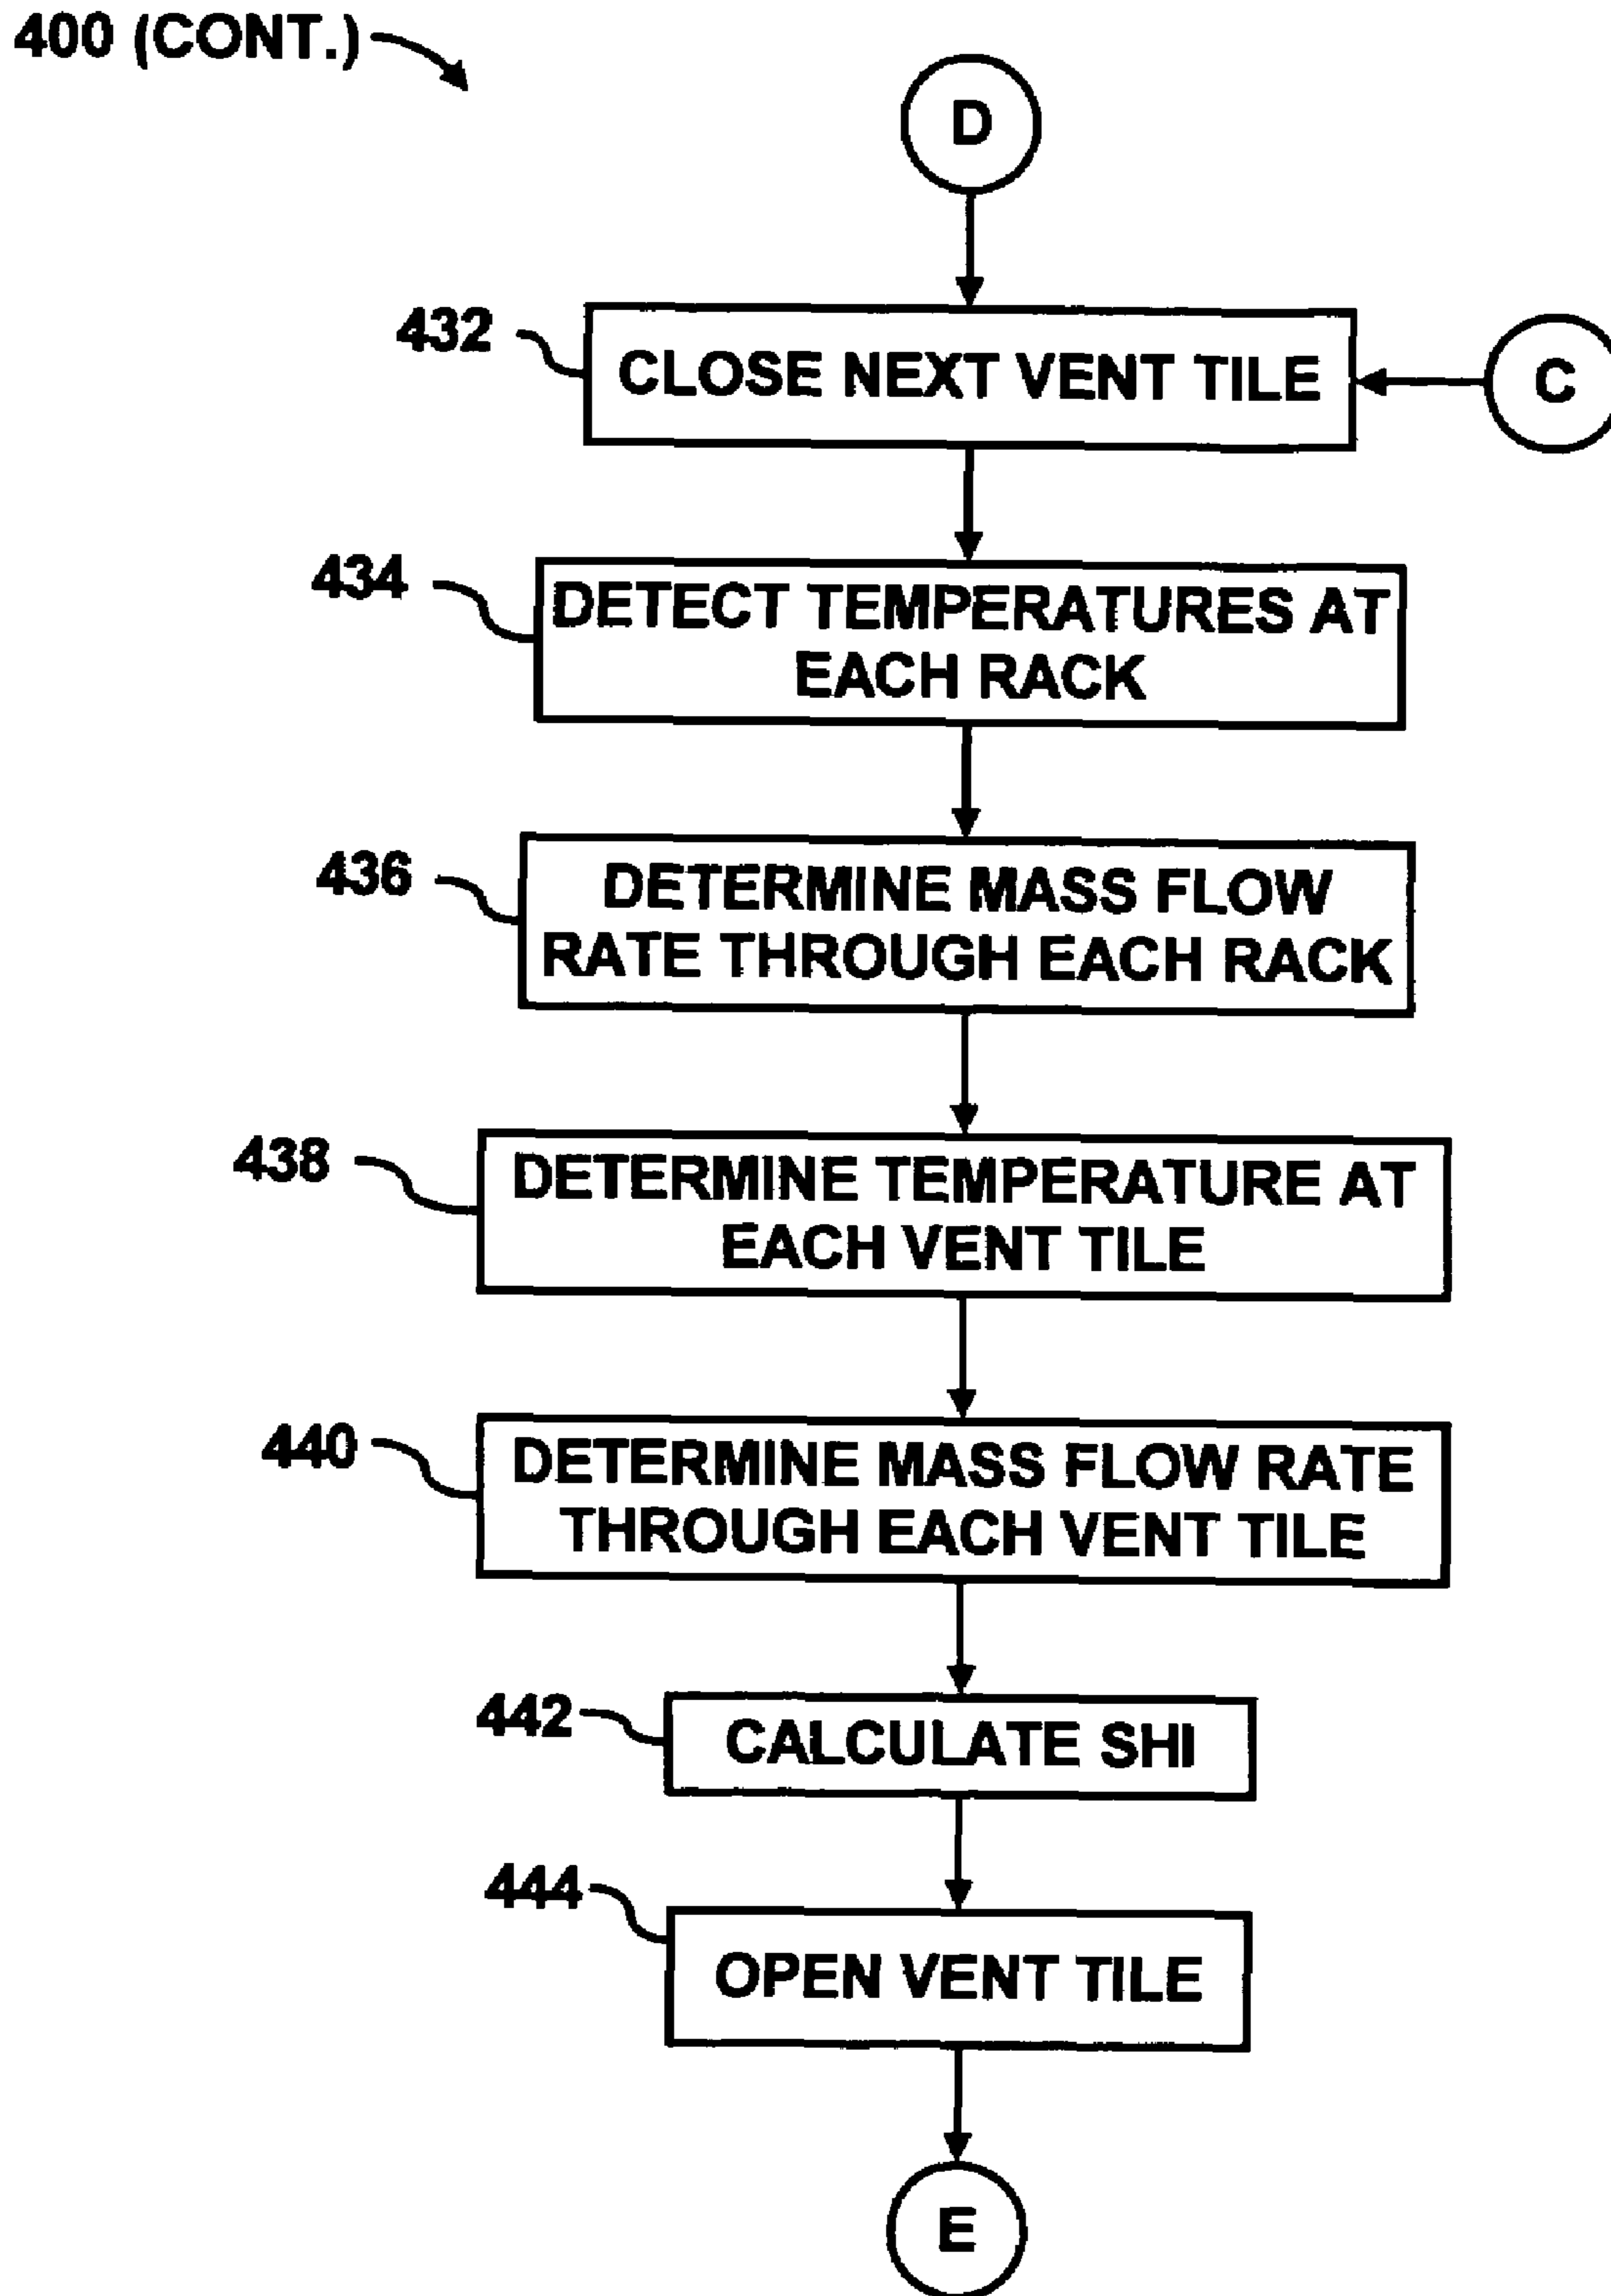 400 (CONT.)
D
432
CLOSE NEXT VENT TILE
C
434
DETECT TEMPERATURES AT
EACH RACK
436
DETERMINE MASS FLOW
RATE THROUGH EACH RACK
438
DETERMINE TEMPERATURE AT
EACH VENT TILE
440
DETERMINE MASS FLOW RATE
THROUGH EACH VENT TILE
442
CALCULATE SHI
444
OPEN VENT TILE
E